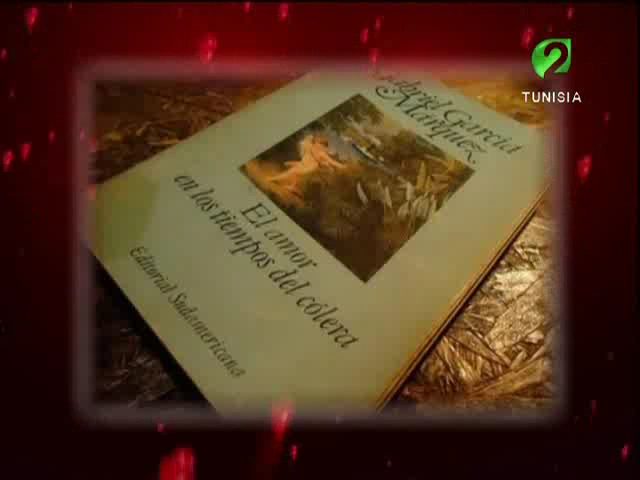 2
TUNISIA
Gabriel García
Márquez
El amor
en los tiempos del cólera
Editorial Sudamericana